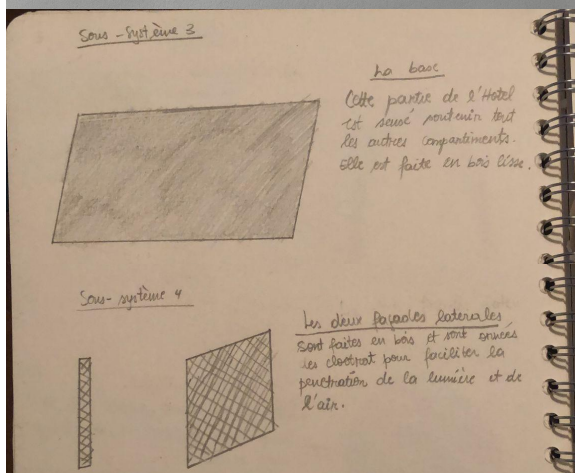 Sous-Système 3
La base
Cette partie de l'Hotel
est sensé soutenir tout
les autres compartiments.
Elle est faite en bois lisse.
Sous-système 4
Les deux façades laterales
sont faites en bois et sont ornées
les cloctrat pour faciliter la
penetration de la lumière et de
l'air.